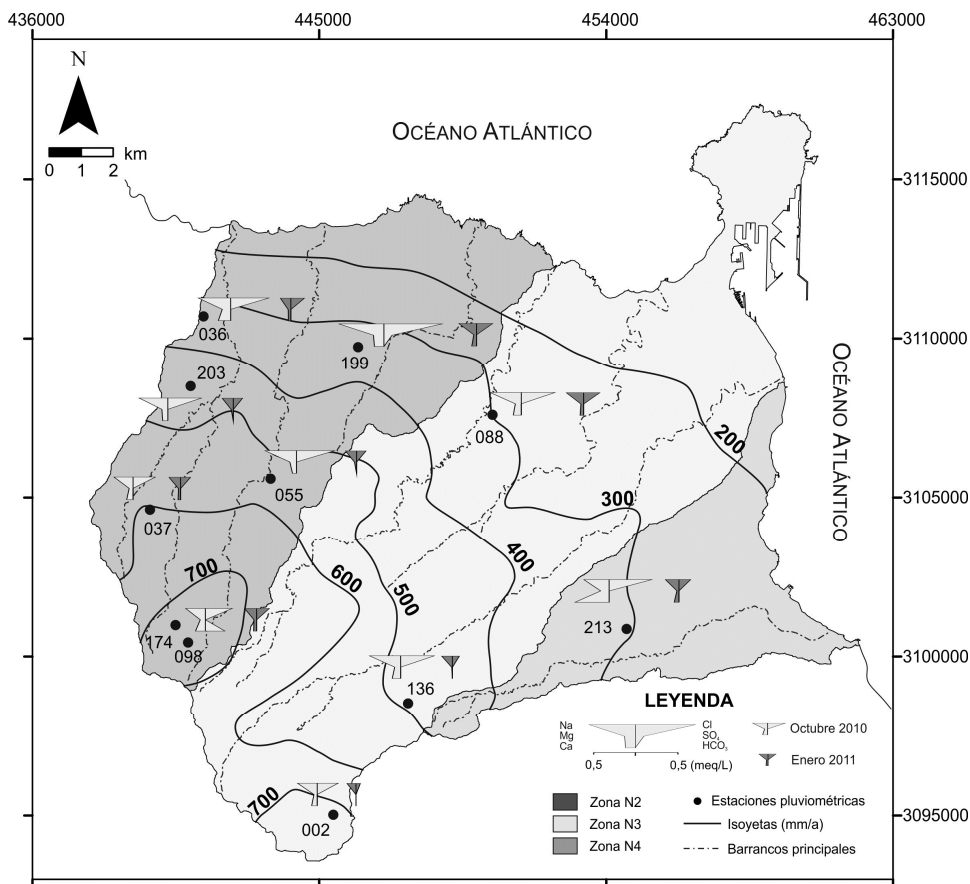 436000 445000 454000 463000
N
0 1 2 km
OCÉANO ATLÁNTICO
3115000
036
3110000
199
203
OCÉANO ATLÁNTICO
088
200
055
3105000
300
037
400
700
600
500
174
213
098
3100000
136
LEYENDA
Na Cl
Mg SO₄
Ca HCO₃
0,5 0,5 (meq/L)
Octubre 2010
Enero 2011
700
002
3095000
Zona N2
Zona N3
Zona N4
Estaciones pluviométricas
Isoyetas (mm/a)
Barrancos principales